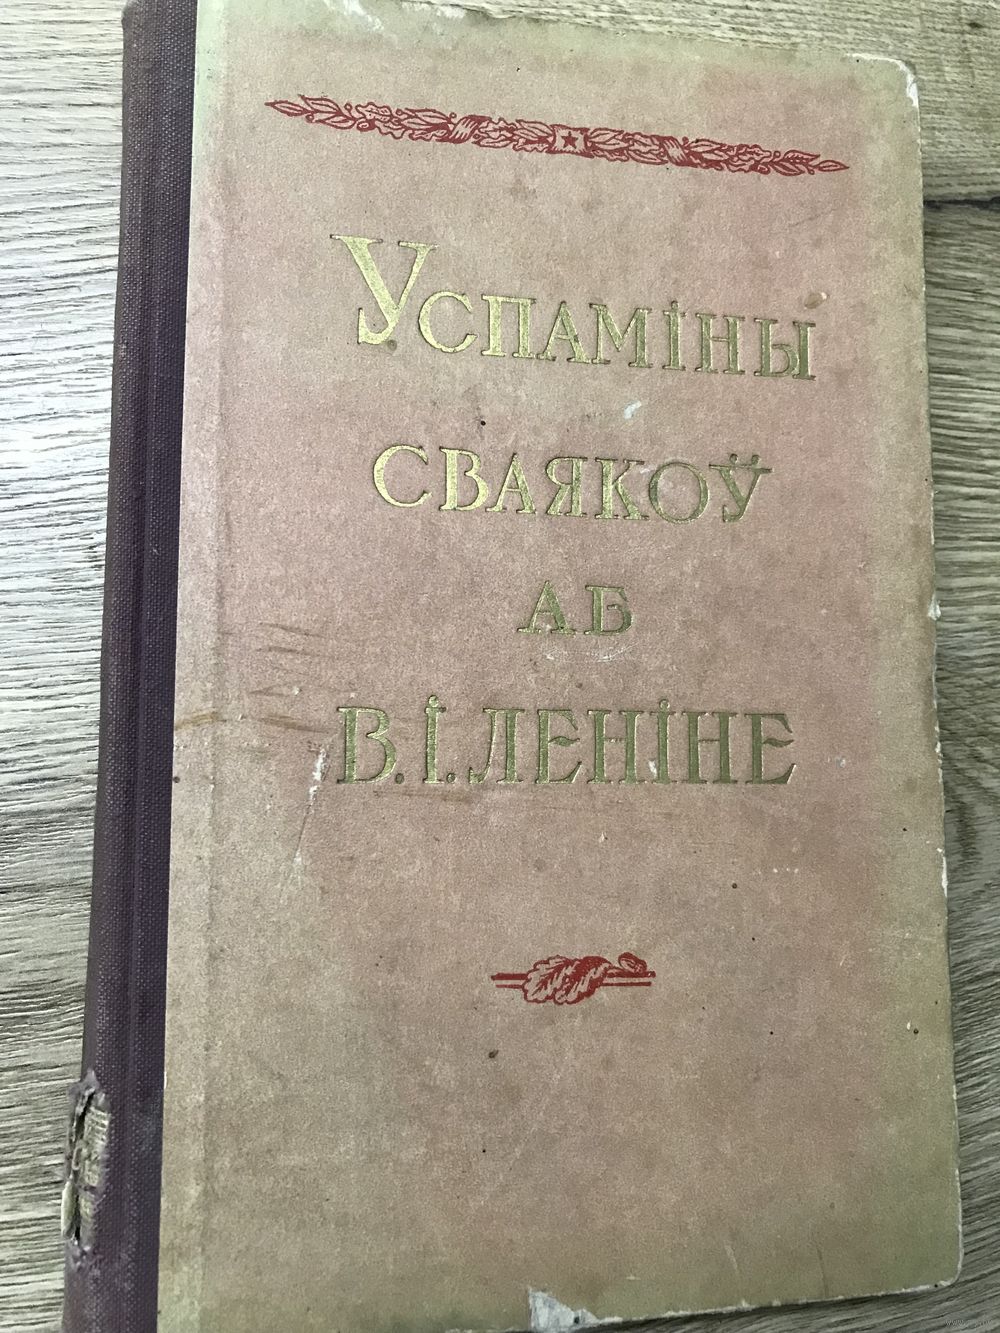 Успаміны
сваякоў
аб
В.І.Леніне